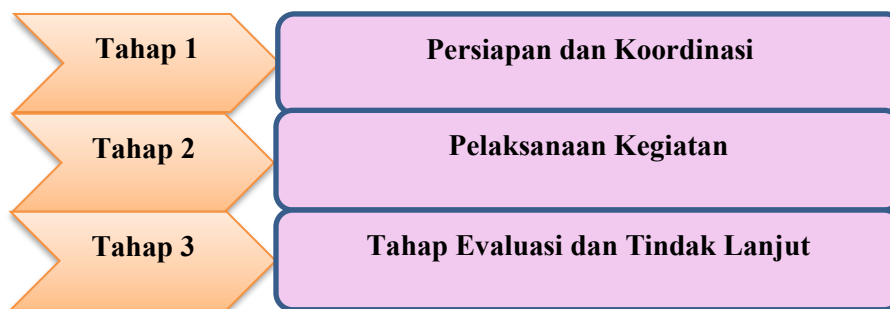 Tahap 1
Persiapan dan Koordinasi
Tahap 2
Pelaksanaan Kegiatan
Tahap 3
Tahap Evaluasi dan Tindak Lanjut